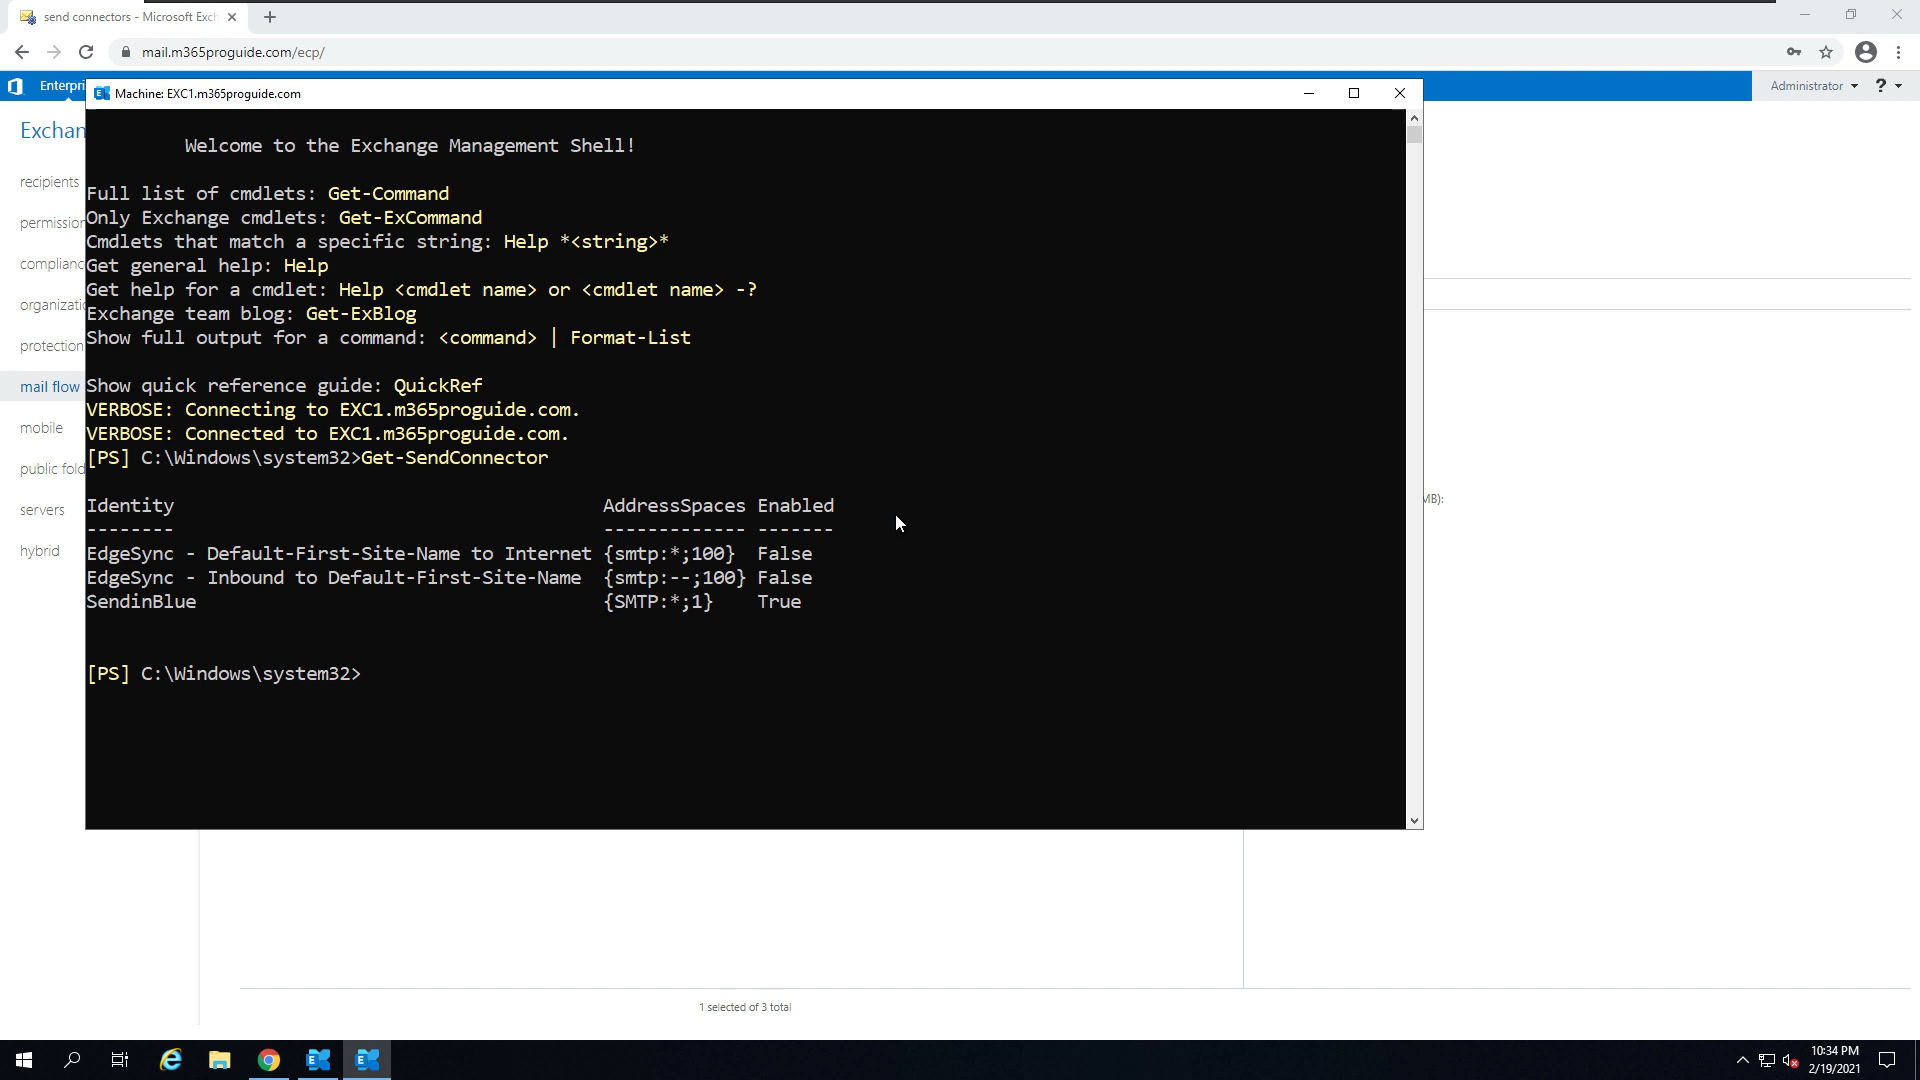 send connectors - Microsoft Exch
mail.m365proguide.com/ecp/
Enterpri
Administrator
?
Machine: EXC1.m365proguide.com
Exchan
recipients
permission
complianc
organizatio
protection
mail flow
mobile
public fold
servers
hybrid
Welcome to the Exchange Management Shell!
Full list of cmdlets: Get-Command
Only Exchange cmdlets: Get-ExCommand
Cmdlets that match a specific string: Help *<string>*
Get general help: Help
Get help for a cmdlet: Help <cmdlet name> or <cmdlet name> -?
Exchange team blog: Get-ExBlog
Show full output for a command: <command> | Format-List
Show quick reference guide: QuickRef
VERBOSE: Connecting to EXC1.m365proguide.com.
VERBOSE: Connected to EXC1.m365proguide.com.
[PS] C:\Windows\system32>Get-SendConnector
Identity AddressSpaces Enabled
-------- ------------- -------
EdgeSync - Default-First-Site-Name to Internet {smtp:*;100} False
EdgeSync - Inbound to Default-First-Site-Name {smtp:--;100} False
SendinBlue {SMTP:*;1} True
[PS] C:\Windows\system32>
MB):
1 selected of 3 total
10:34 PM
2/19/2021